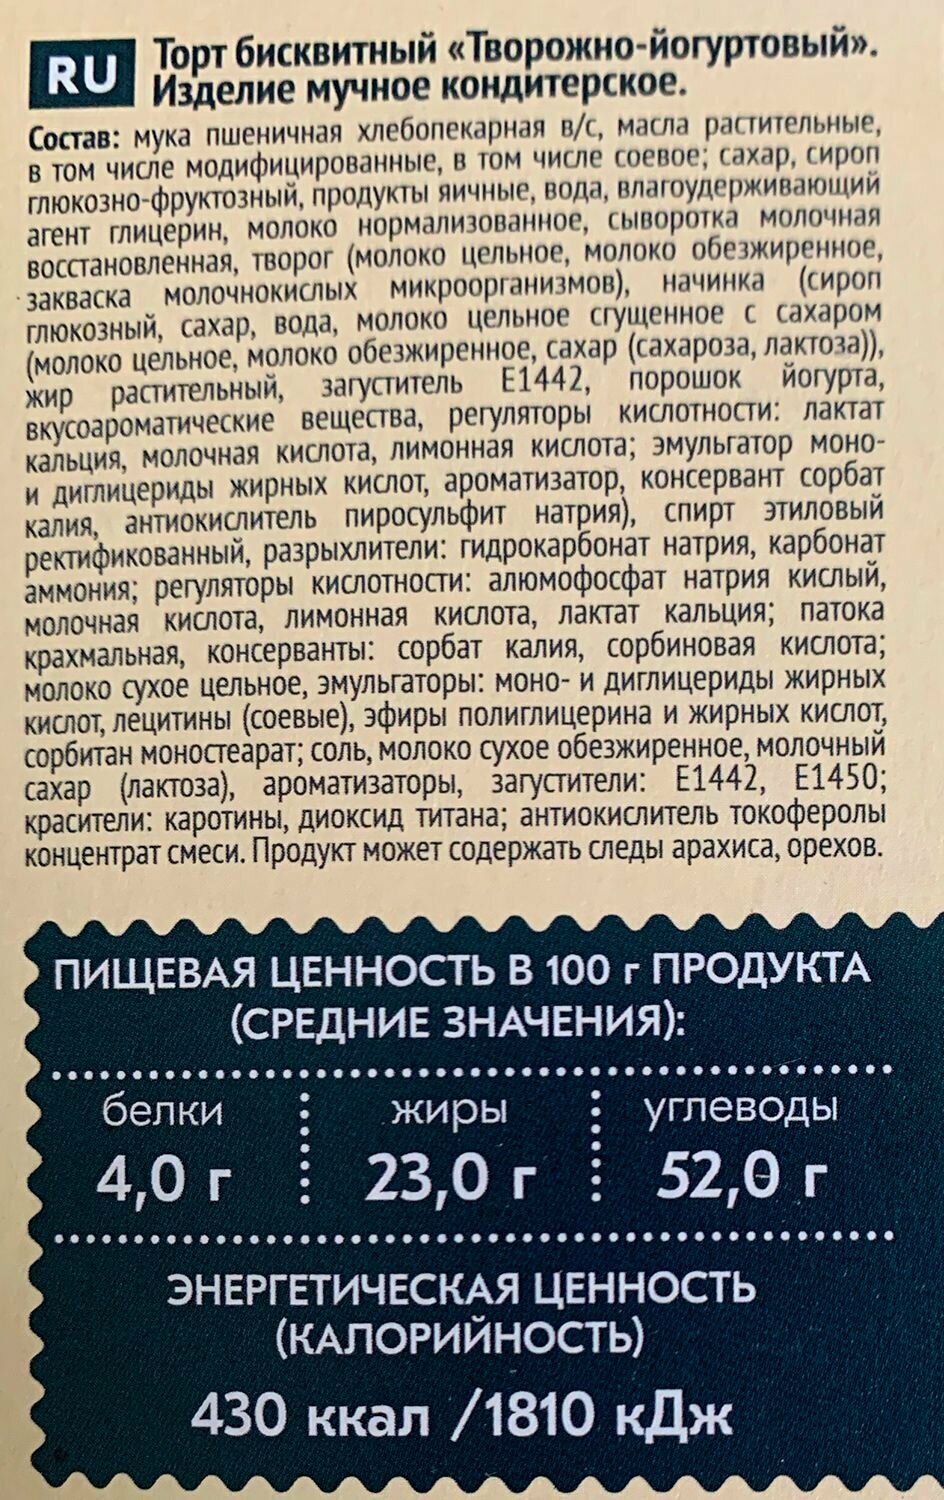 RU
Торт бисквитный «Творожно-йогуртовый».
Изделие мучное кондитерское.
Состав: мука пшеничная хлебопекарная в/с, масла растительные,
в том числе модифицированные, в том числе соевое; сахар, сироп
глюкозно-фруктозный, продукты яичные, вода, влагоудерживающий
агент глицерин, молоко нормализованное, сыворотка молочная
восстановленная, творог (молоко цельное, молоко обезжиренное,
закваска молочнокислых микроорганизмов), начинка (сироп
глюкозный, сахар, вода, молоко цельное сгущенное с сахаром
(молоко цельное, молоко обезжиренное, сахар (сахароза, лактоза)),
жир растительный, загуститель Е1442, порошок йогурта,
вкусоароматические вещества, регуляторы кислотности: лактат
кальция, молочная кислота, лимонная кислота; эмульгатор моно-
и диглицериды жирных кислот, ароматизатор, консервант сорбат
калия, антиокислитель пиросульфит натрия), спирт этиловый
ректификованный, разрыхлители: гидрокарбонат натрия, карбонат
аммония; регуляторы кислотности: алюмофосфат натрия кислый,
молочная кислота, лимонная кислота, лактат кальция; патока
крахмальная, консерванты: сорбат калия, сорбиновая кислота;
молоко сухое цельное, эмульгаторы: моно- и диглицериды жирных
кислот, лецитины (соевые), эфиры полиглицерина и жирных кислот,
сорбитан моностеарат; соль, молоко сухое обезжиренное, молочный
сахар (лактоза), ароматизаторы, загустители: Е1442, Е1450;
красители: каротины, диоксид титана; антиокислитель токоферолы
концентрат смеси. Продукт может содержать следы арахиса, орехов.
ПИЩЕВАЯ ЦЕННОСТЬ В 100 г ПРОДУКТА
(СРЕДНИЕ ЗНАЧЕНИЯ):
белки жиры углеводы
4,0 г 23,0 г 52,0 г
ЭНЕРГЕТИЧЕСКАЯ ЦЕННОСТЬ
(КАЛОРИЙНОСТЬ)
430 ккал /1810 кДж